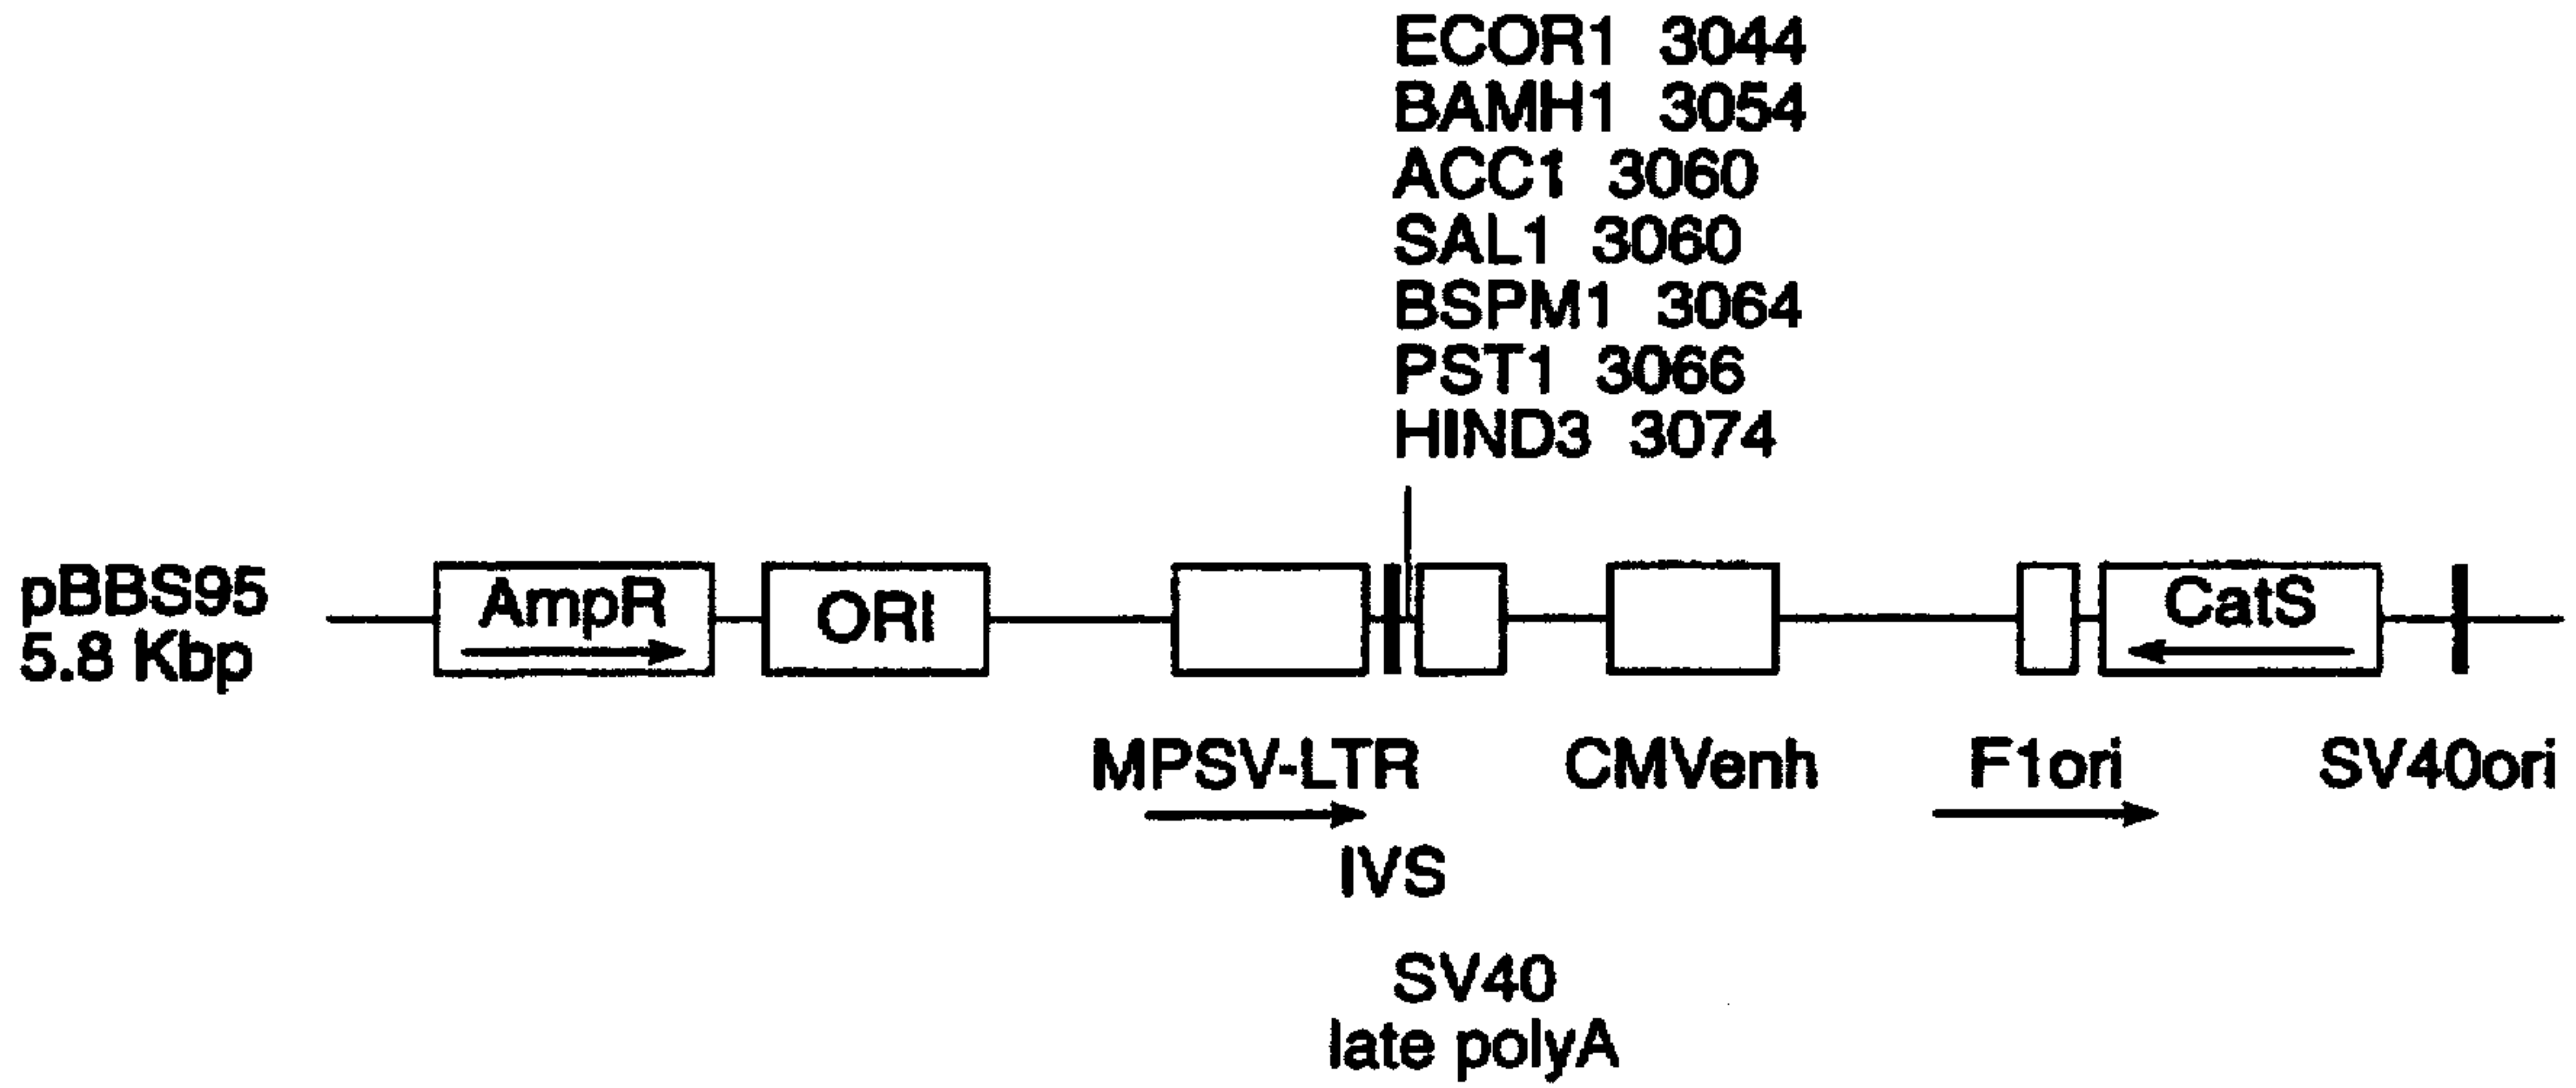 ECOR1 3044
BAMH1 3054
ACC1 3060
SAL1 3060
BSPM1 3064
PST1 3066
HIND3 3074
pBBS95
5.8 Kbp
AmpR
ORI
CatS
MPSV-LTR
CMVenh
F1ori
SV40ori
IVS
SV40
late polyA